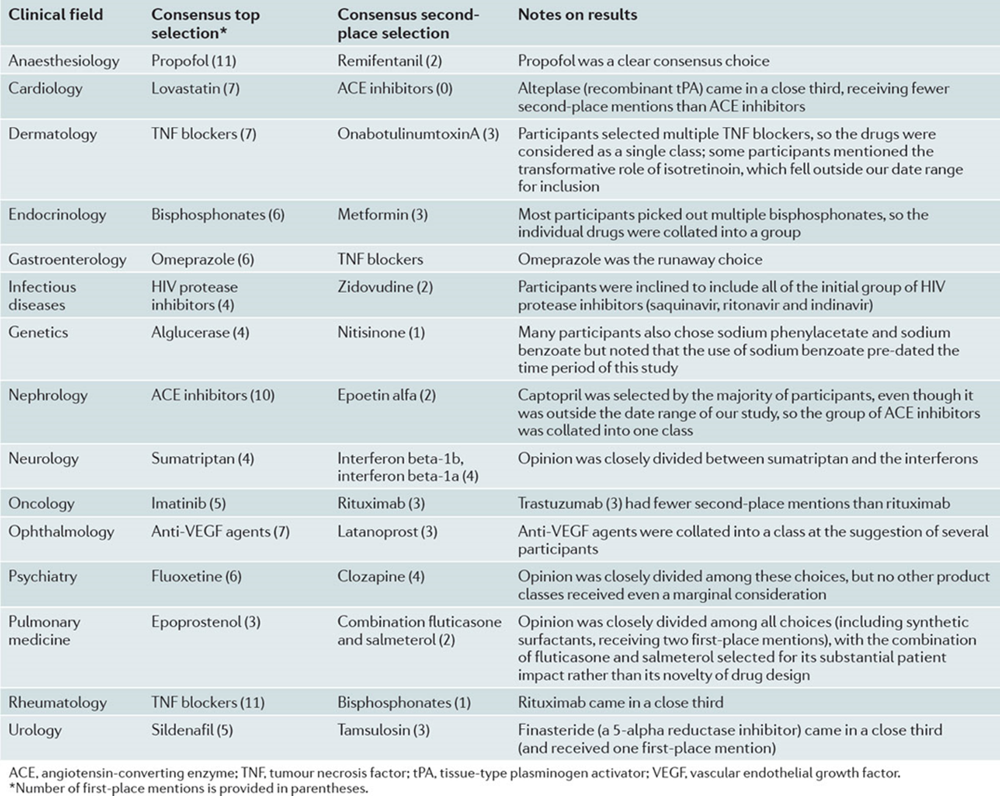 Clinical field
Consensus top
selection*
Consensus second-
place selection
Notes on results
Anaesthesiology
Propofol (11)
Remifentanil (2)
Propofol was a clear consensus choice
Cardiology
Lovastatin (7)
ACE inhibitors (0)
Alteplase (recombinant tPA) came in a close third, receiving fewer
second-place mentions than ACE inhibitors
Dermatology
TNF blockers (7)
OnabotulinumtoxinA (3)
Participants selected multiple TNF blockers, so the drugs were
considered as a single class; some participants mentioned the
transformative role of isotretinoin, which fell outside our date range
for inclusion
Endocrinology
Bisphosphonates (6)
Metformin (3)
Most participants picked out multiple bisphosphonates, so the
individual drugs were collated into a group
Gastroenterology
Omeprazole (6)
TNF blockers
Omeprazole was the runaway choice
Infectious
diseases
HIV protease
inhibitors (4)
Zidovudine (2)
Participants were inclined to include all of the initial group of HIV
protease inhibitors (saquinavir, ritonavir and indinavir)
Genetics
Alglucerase (4)
Nitisinone (1)
Many participants also chose sodium phenylacetate and sodium
benzoate but noted that the use of sodium benzoate pre-dated the
time period of this study
Nephrology
ACE inhibitors (10)
Epoetin alfa (2)
Captopril was selected by the majority of participants, even though it
was outside the date range of our study, so the group of ACE inhibitors
was collated into one class
Neurology
Sumatriptan (4)
Interferon beta-1b,
interferon beta-1a (4)
Opinion was closely divided between sumatriptan and the interferons
Oncology
Imatinib (5)
Rituximab (3)
Trastuzumab (3) had fewer second-place mentions than rituximab
Ophthalmology
Anti-VEGF agents (7)
Latanoprost (3)
Anti-VEGF agents were collated into a class at the suggestion of several
participants
Psychiatry
Fluoxetine (6)
Clozapine (4)
Opinion was closely divided among these choices, but no other product
classes received even a marginal consideration
Pulmonary
medicine
Epoprostenol (3)
Combination fluticasone
and salmeterol (2)
Opinion was closely divided among all choices (including synthetic
surfactants, receiving two first-place mentions), with the combination
of fluticasone and salmeterol selected for its substantial patient
impact rather than its novelty of drug design
Rheumatology
TNF blockers (11)
Bisphosphonates (1)
Rituximab came in a close third
Urology
Sildenafil (5)
Tamsulosin (3)
Finasteride (a 5-alpha reductase inhibitor) came in a close third
(and received one first-place mention)
ACE, angiotensin-converting enzyme; TNF, tumour necrosis factor; tPA, tissue-type plasminogen activator; VEGF, vascular endothelial growth factor.
*Number of first-place mentions is provided in parentheses.